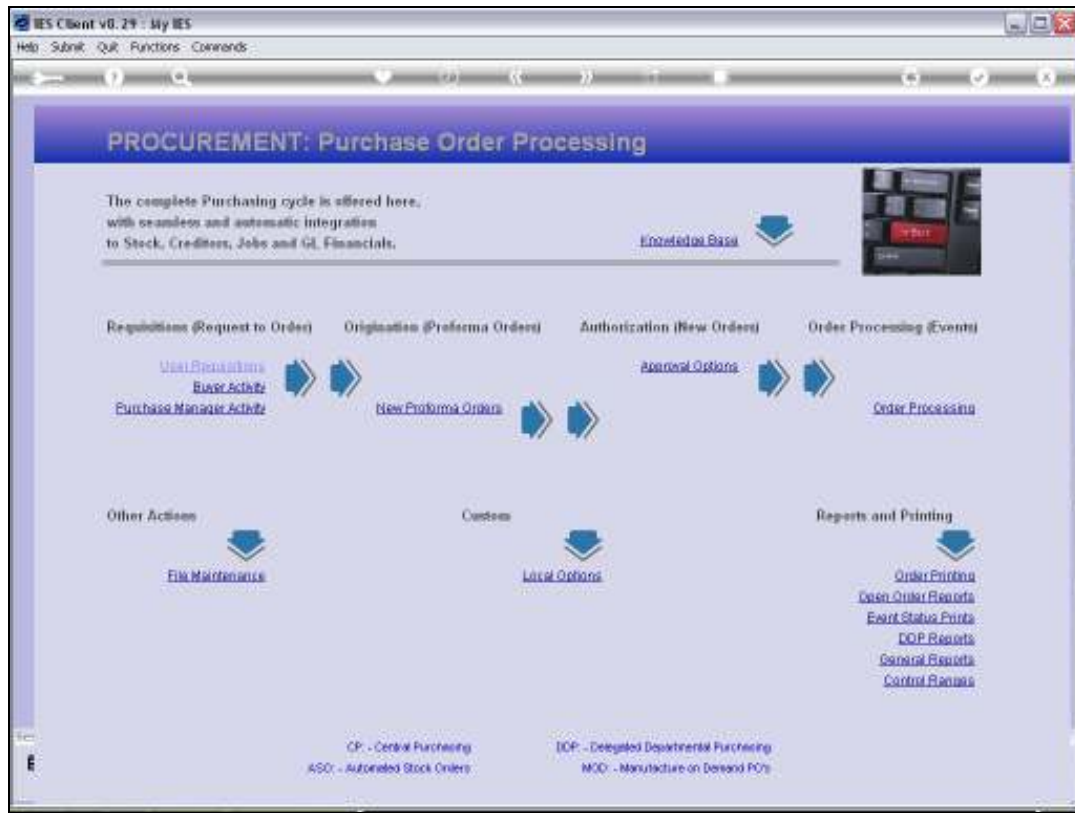 IES Client v0.29 : My IES
Help Submit Quit Functions Commands
PROCUREMENT: Purchase Order Processing
The complete Purchasing cycle is offered here,
with seamless and automatic integration
to Stock, Creditors, Jobs and GL Financials.
Knowledge Base
Requisitions (Request to Order) Origination (Proforma Orders) Authorization (New Orders) Order Processing (Events)
User Requisitions Approval Options
Buyer Activity
Purchase Manager Activity New Proforma Orders Order Processing
Other Actions Custom Reports and Printing
File Maintenance Local Options Order Printing
Open Order Reports
Event Status Prints
DOP Reports
General Reports
Control Ranges
CP: - Central Purchasing DDP: - Delegated Departmental Purchasing
ASO: - Automated Stock Orders MOD: - Manufacture on Demand PO's